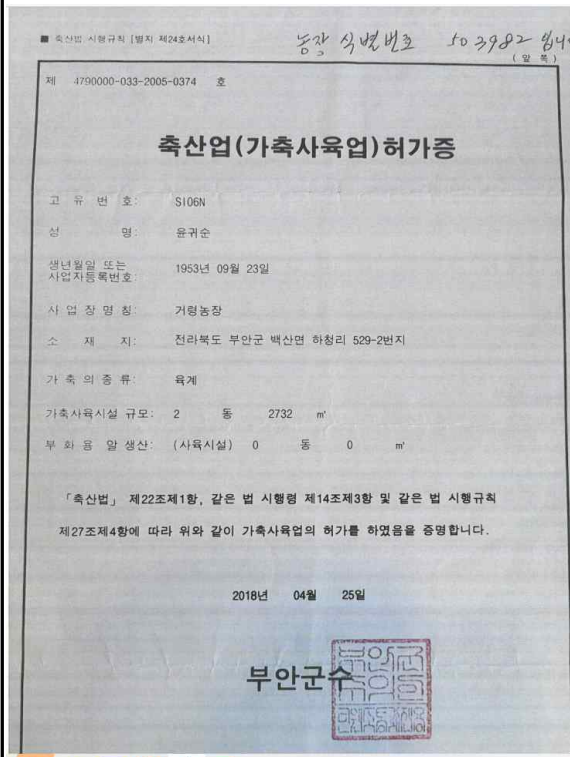 ■ 축산법 시행규칙 [별지 제24호서식]
농장 식별번호 503982
( 앞 쪽 )
제 4790000-033-2005-0374 호
축산업(가축사육업)허가증
고 유 번 호: SI06N
성 명: 윤귀순
생년월일 또는
사업자등록번호: 1953년 09월 23일
사 업 장 명 칭: 거령농장
소 재 지: 전라북도 부안군 백산면 하청리 529-2번지
가 축 의 종 류: 육계
가축사육시설 규모: 2 동 2732 ㎡
부 화 용 알 생산: (사육시설) 0 동 0 ㎡
「축산법」 제22조제1항, 같은 법 시행령 제14조제3항 및 같은 법 시행규칙
제27조제4항에 따라 위와 같이 가축사육업의 허가를 하였음을 증명합니다.
2018년 04월 25일
부안군수